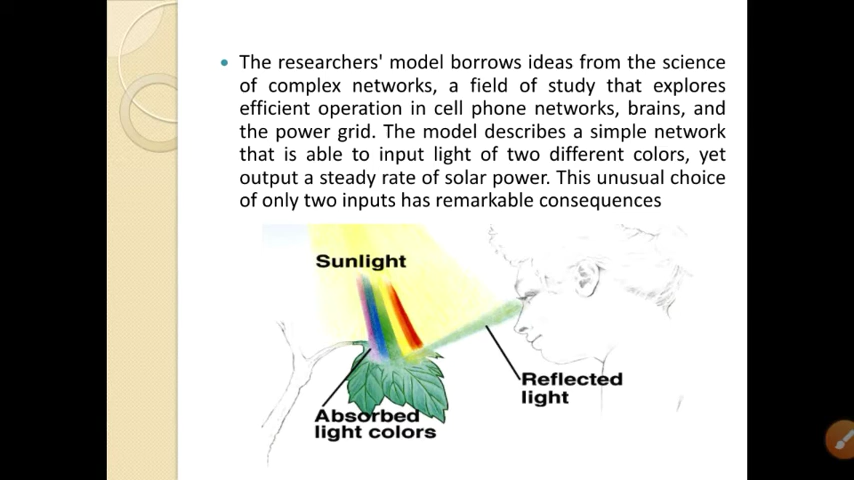 The researchers' model borrows ideas from the science
of complex networks, a field of study that explores
efficient operation in cell phone networks, brains, and
the power grid. The model describes a simple network
that is able to input light of two different colors, yet
output a steady rate of solar power. This unusual choice
of only two inputs has remarkable consequences
Sunlight
Reflected
light
Absorbed
light colors